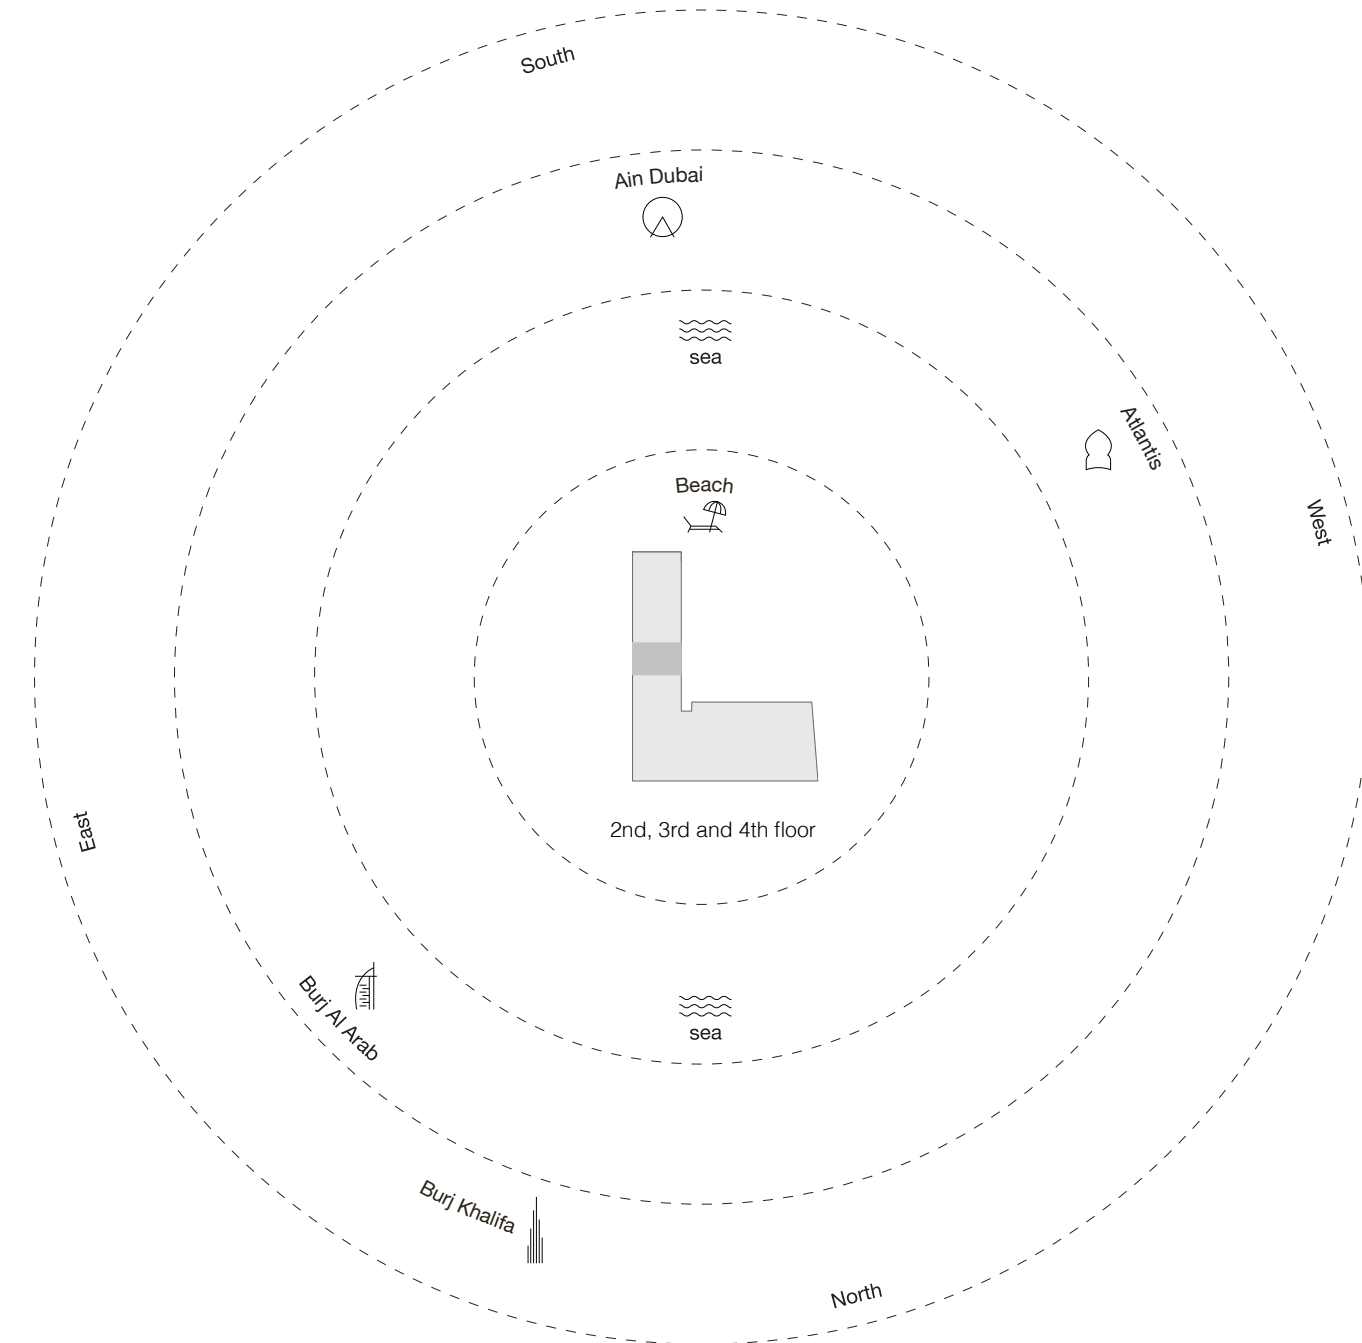 South
Ain Dubai
sea
Atlantis
Beach
West
2nd, 3rd and 4th floor
East
Burj Al Arab
sea
Burj Khalifa
North